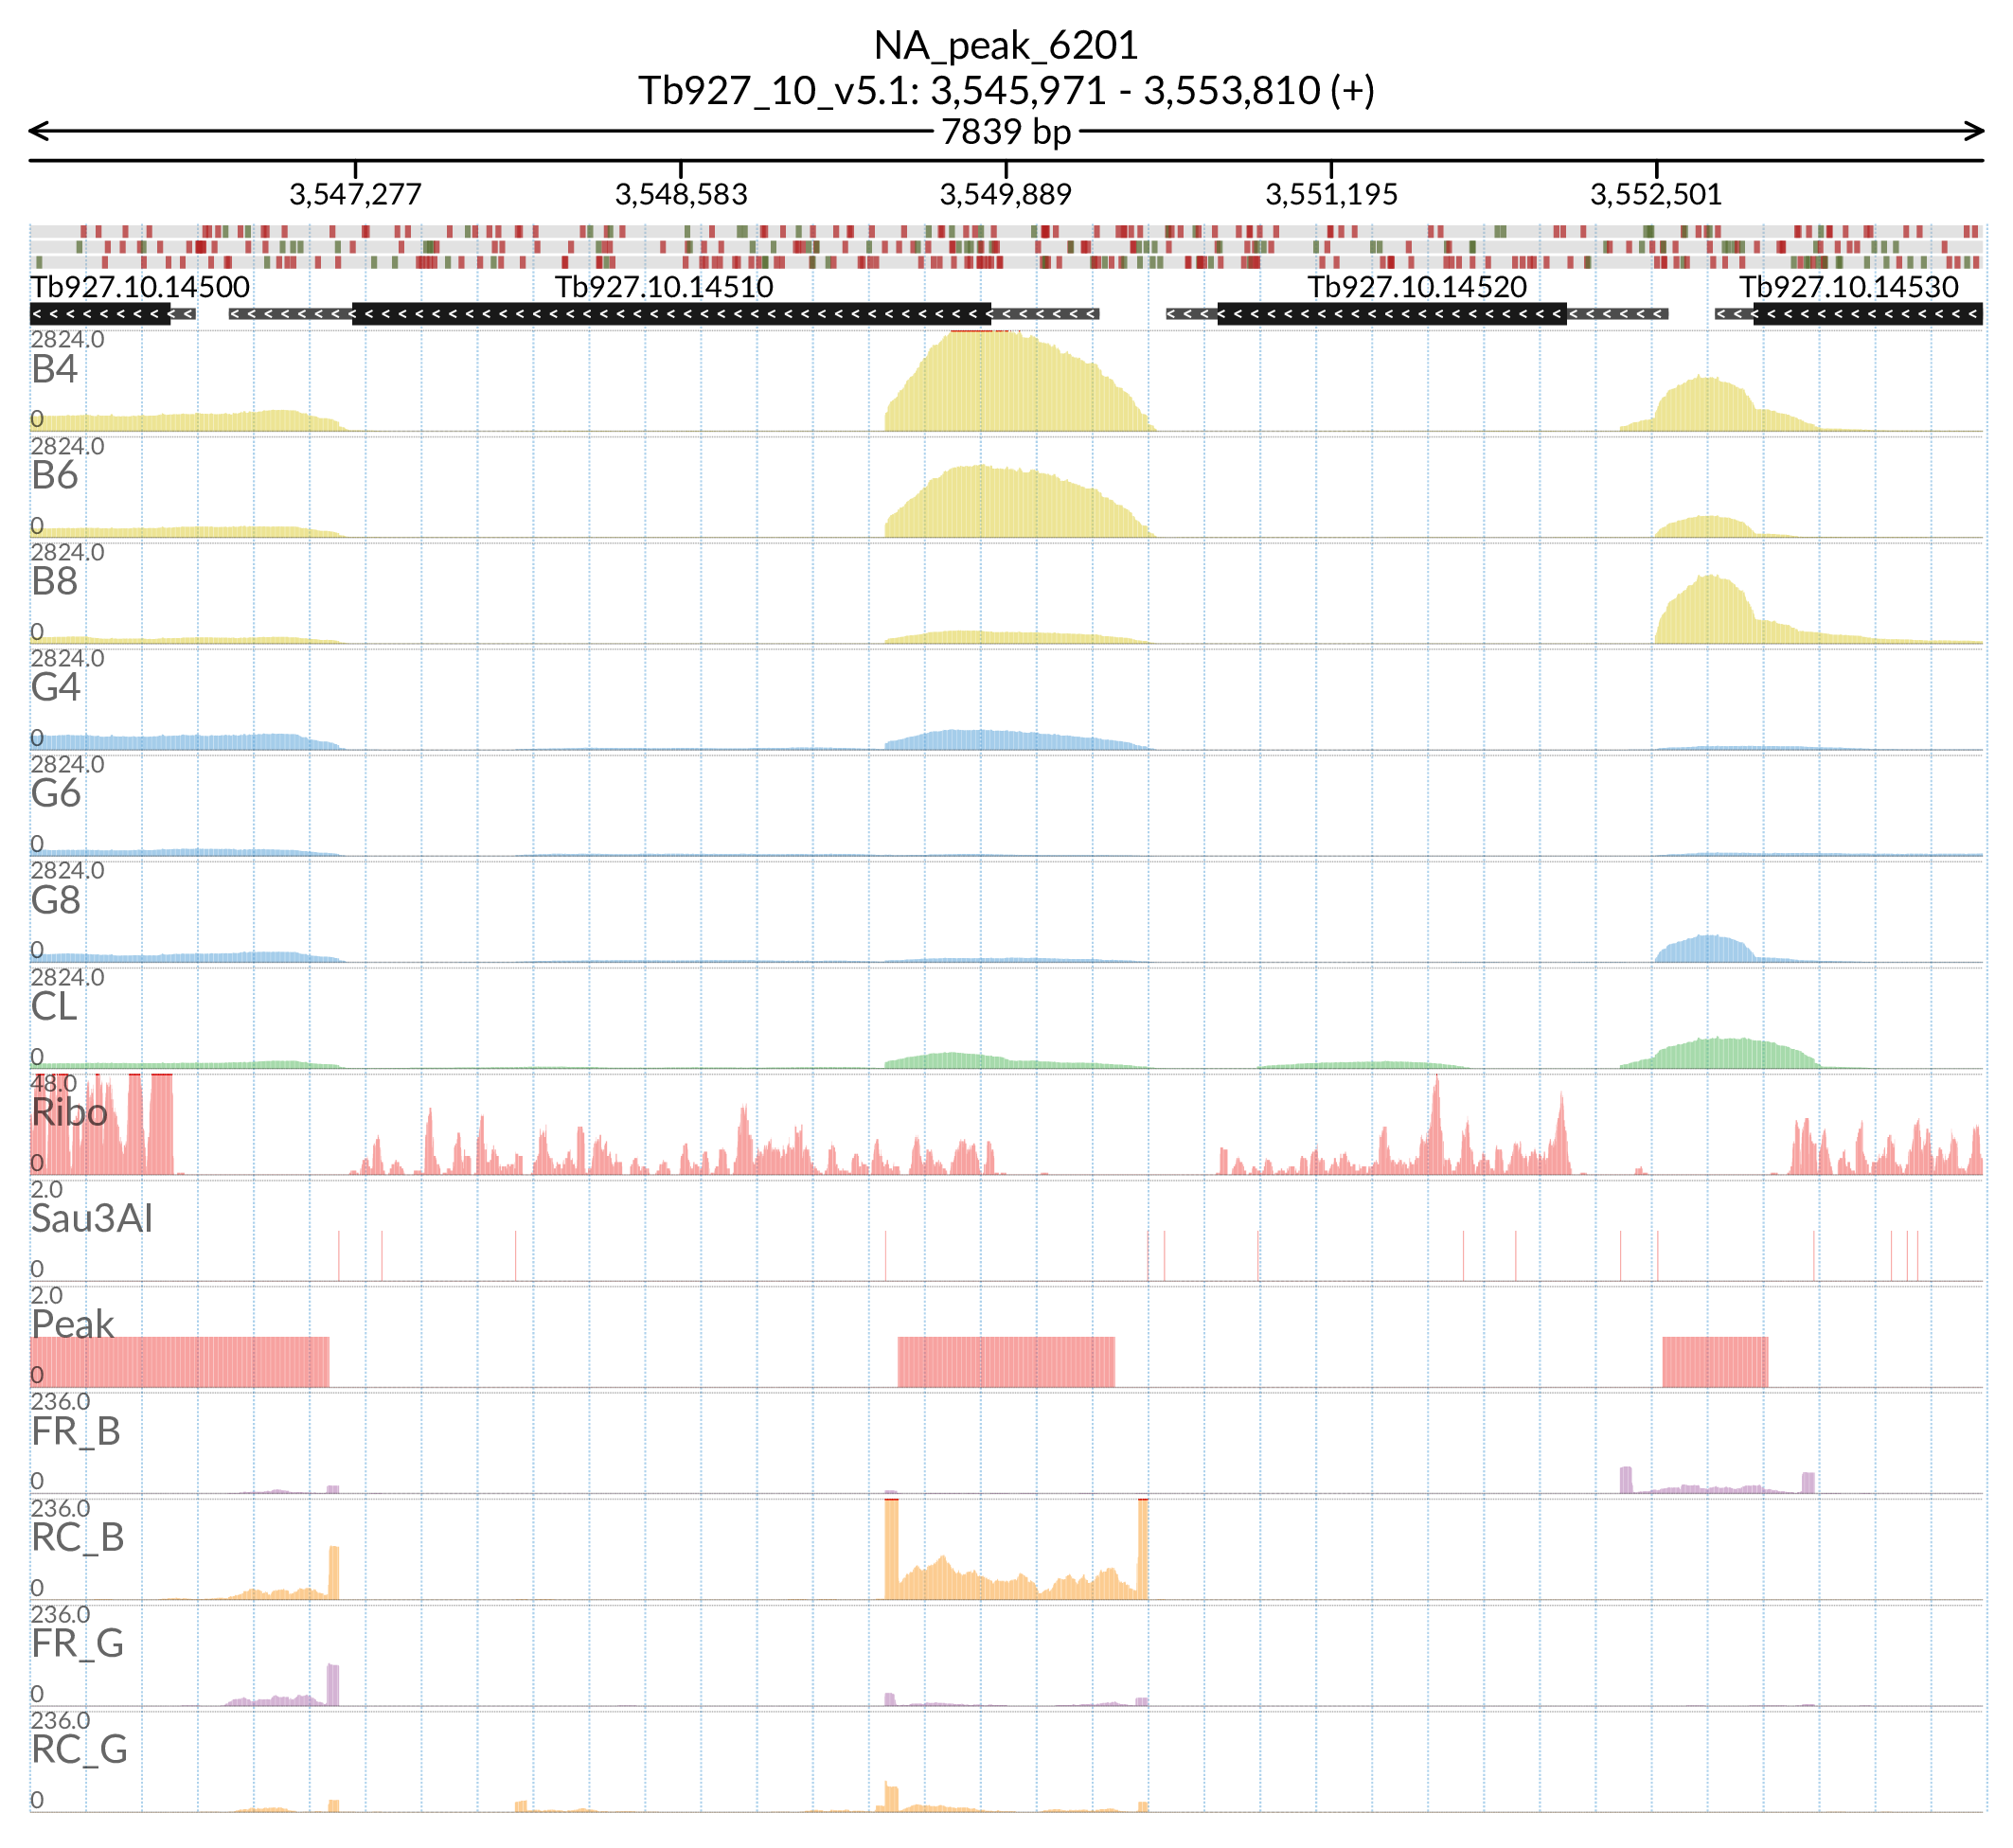 NA_peak_6201
Tb927_10_v5.1: 3,545,971 - 3,553,810 (+)
7839 bp
3,547,277 3,548,583 3,549,889 3,551,195 3,552,501
Tb927.10.14500 Tb927.10.14510 Tb927.10.14520 Tb927.10.14530
2824.0
B4
0
2824.0
B6
0
2824.0
B8
0
2824.0
G4
0
2824.0
G6
0
2824.0
G8
0
2824.0
CL
0
48.0
Ribo
0
2.0
Sau3AI
0
2.0
Peak
0
236.0
FR_B
0
236.0
RC_B
0
236.0
FR_G
0
236.0
RC_G
0